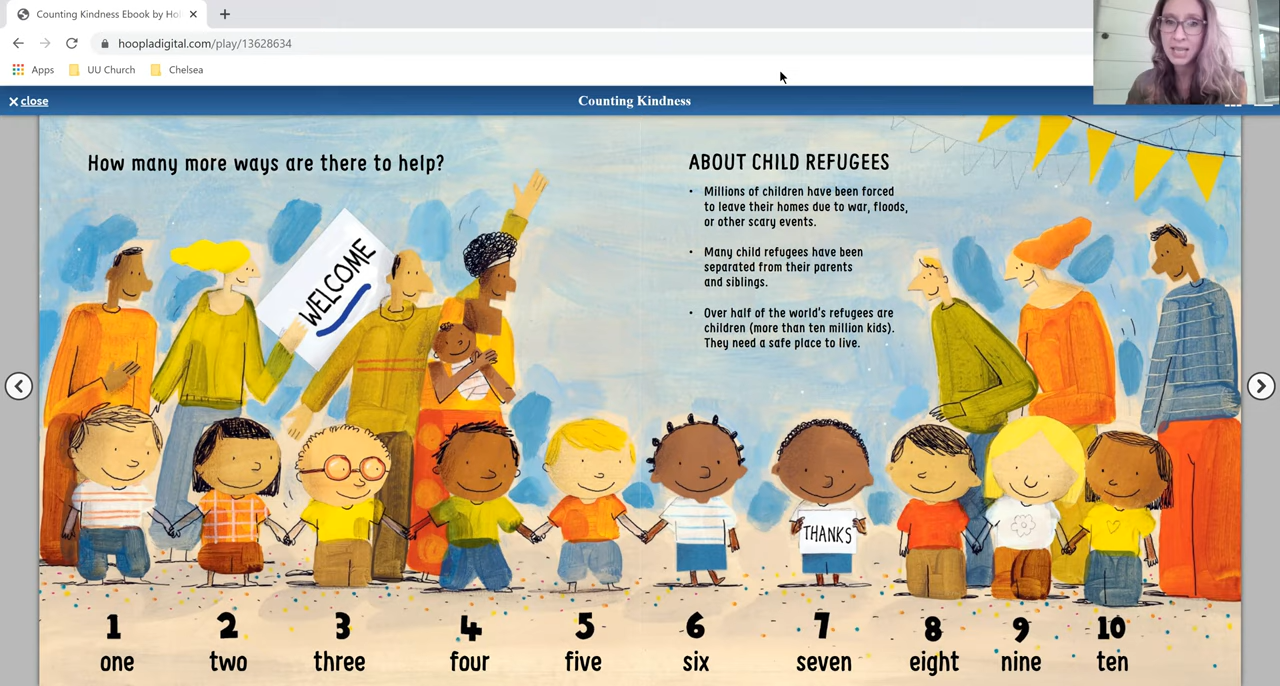 Counting Kindness Ebook by Ho
hoopladigital.com/play/13628634
Apps
UU Church
Chelsea
close
Counting Kindness
How many more ways are there to help?
WELCOME
ABOUT CHILD REFUGEES
• Millions of children have been forced
to leave their homes due to war, floods,
or other scary events.
• Many child refugees have been
separated from their parents
and siblings.
• Over half of the world's refugees are
children (more than ten million kids).
They need a safe place to live.
THANKS
1 2 3 4 5 6 7 8 9 10
one two three four five six seven eight nine ten